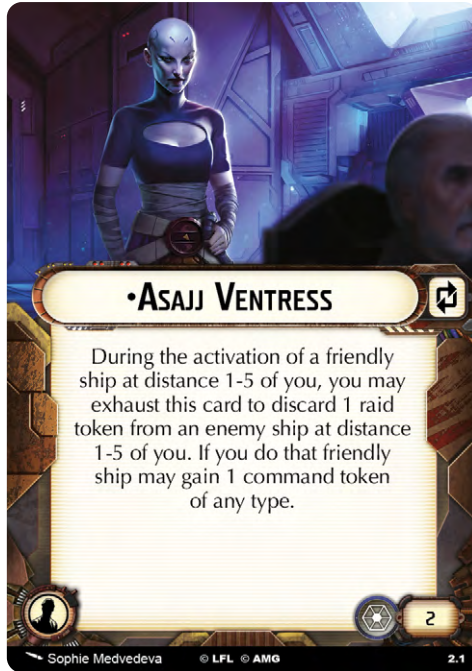 •Asajj Ventress
During the activation of a friendly
ship at distance 1-5 of you, you may
exhaust this card to discard 1 raid
token from an enemy ship at distance
1-5 of you. If you do that friendly
ship may gain 1 command token
of any type.
2
Sophie Medvedeva © LFL © AMG 2.1